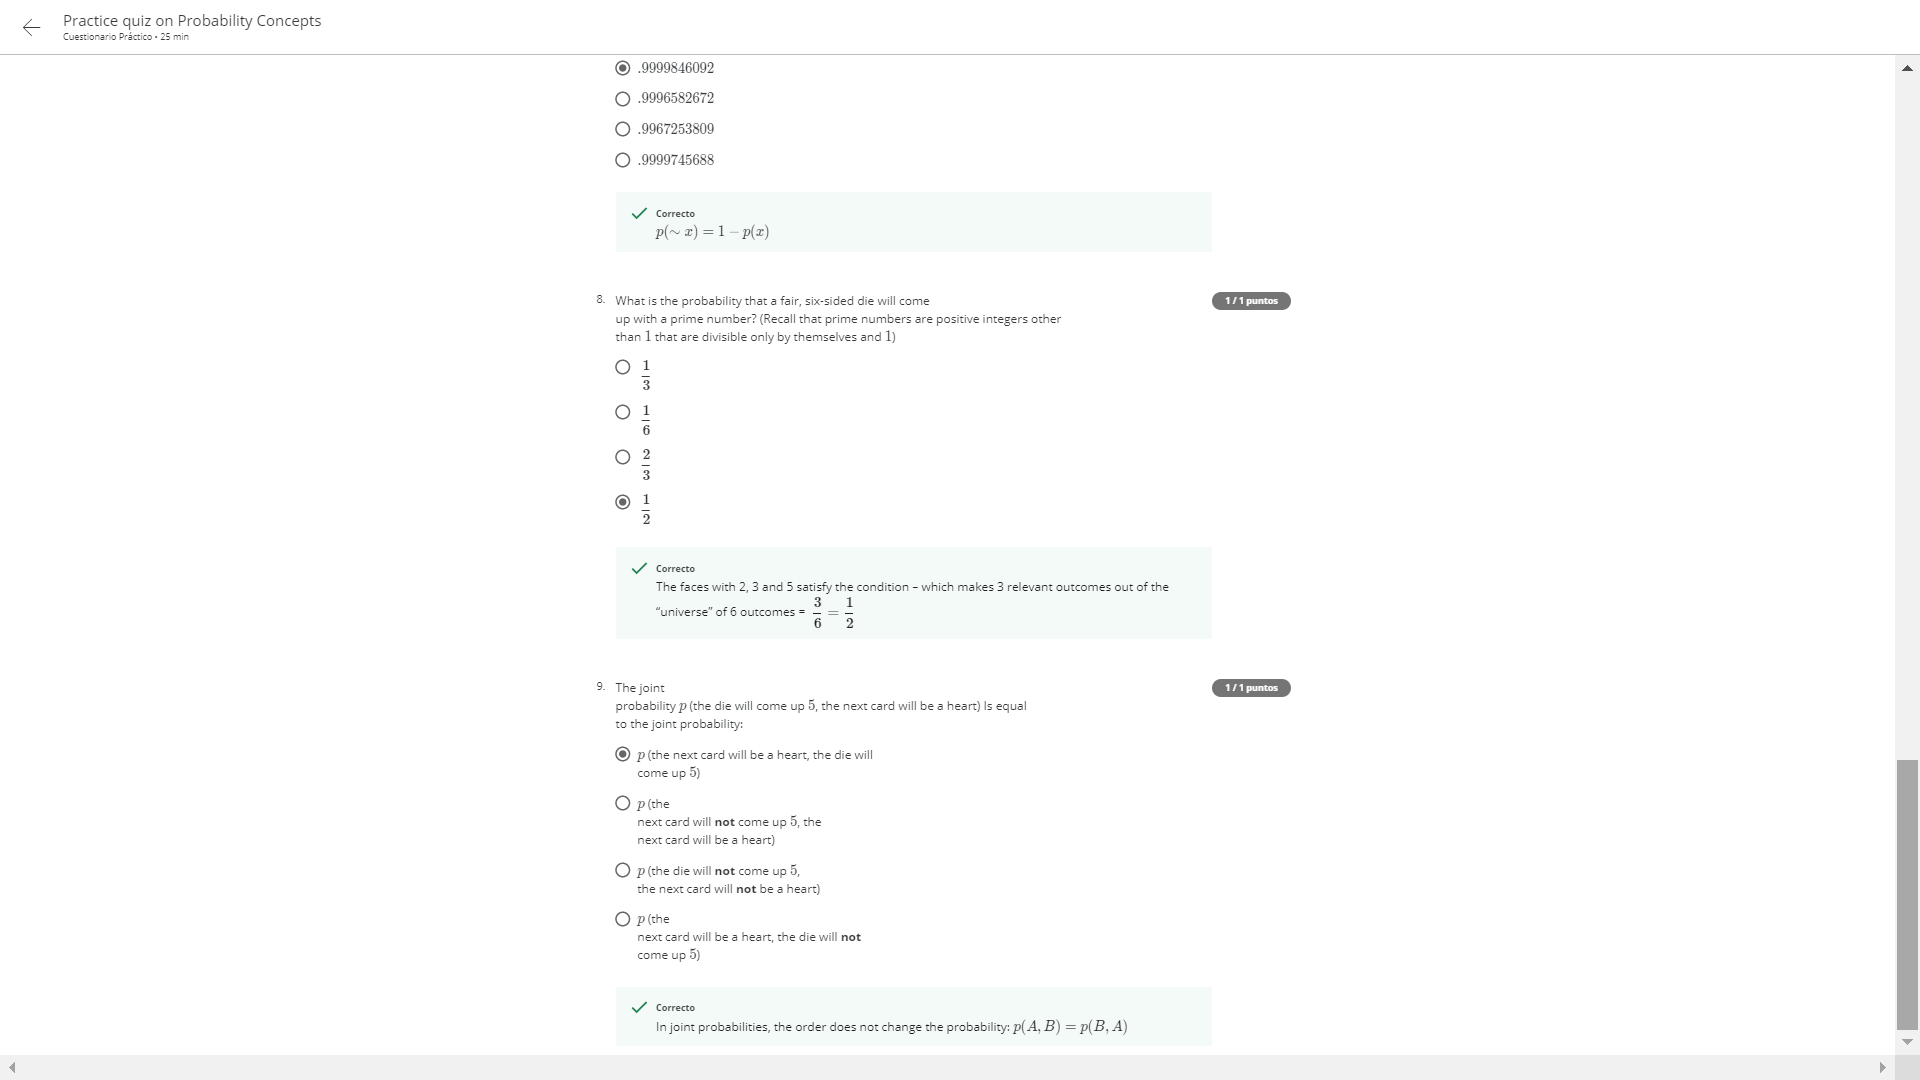 Practice quiz on Probability Concepts
Cuestionario Práctico • 25 min
.9999846092
.9996582672
.9967253809
.9999745688
Correcto
p(∼ x) = 1 – p(x)
8. What is the probability that a fair, six-sided die will come
1 / 1 puntos
up with a prime number? (Recall that prime numbers are positive integers other
than 1 that are divisible only by themselves and 1)
1/3
1/6
2/3
1/2
Correcto
The faces with 2, 3 and 5 satisfy the condition – which makes 3 relevant outcomes out of the
“universe” of 6 outcomes = 3/6 = 1/2
9. The joint
1 / 1 puntos
probability p (the die will come up 5, the next card will be a heart) Is equal
to the joint probability:
p (the next card will be a heart, the die will
come up 5)
p (the
next card will not come up 5, the
next card will be a heart)
p (the die will not come up 5,
the next card will not be a heart)
p (the
next card will be a heart, the die will not
come up 5)
Correcto
In joint probabilities, the order does not change the probability: p(A, B) = p(B, A)